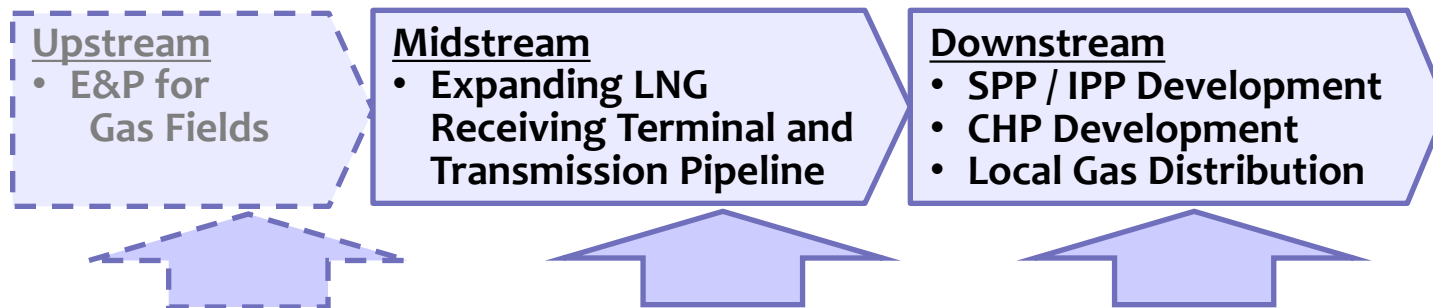 Upstream
• E&P for
Gas Fields
Midstream
• Expanding LNG
Receiving Terminal and
Transmission Pipeline
Downstream
• SPP / IPP Development
• CHP Development
• Local Gas Distribution